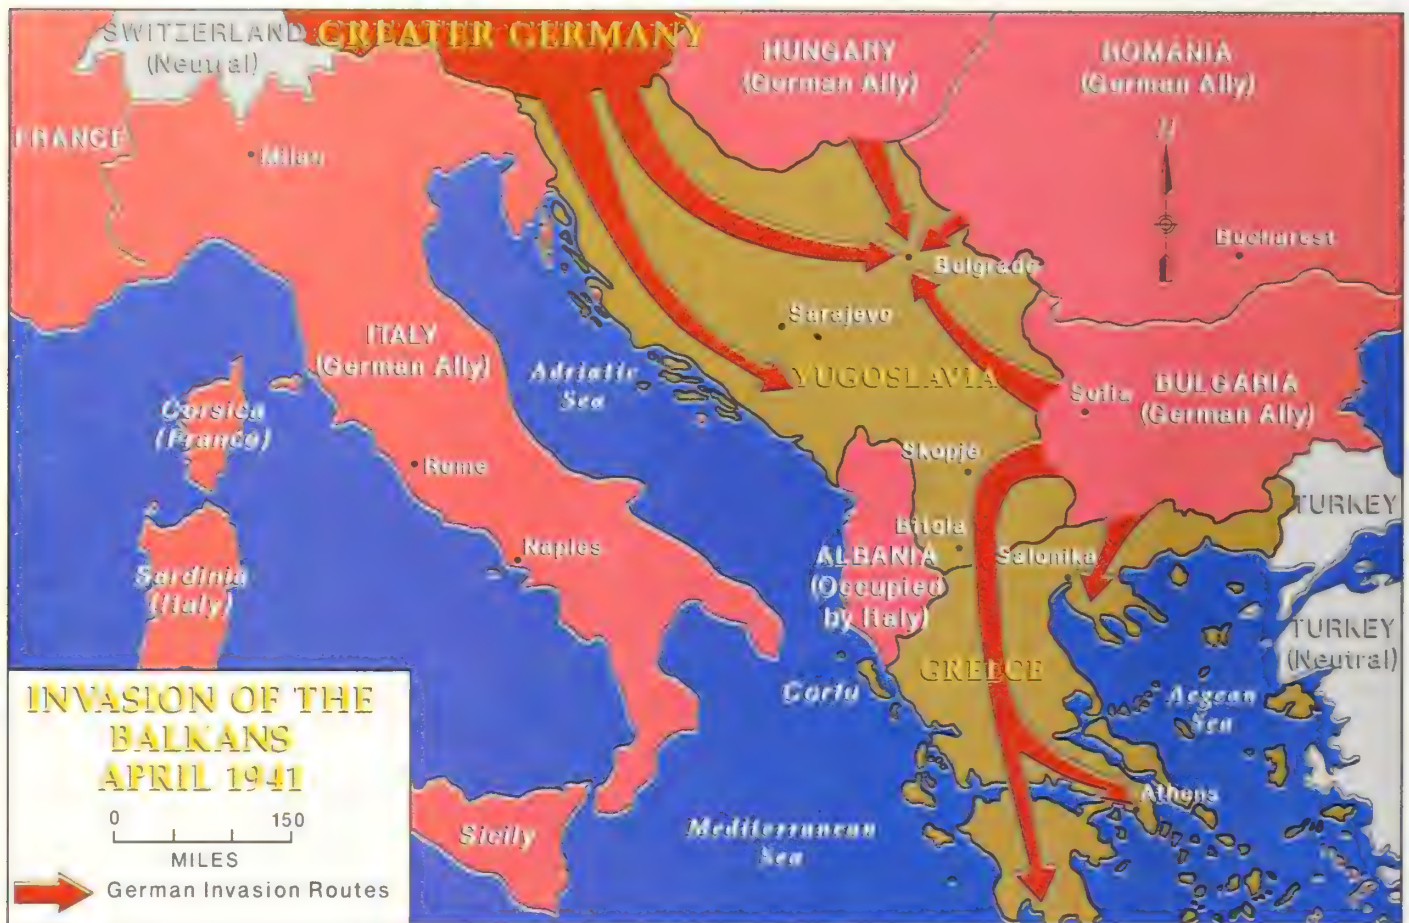 SWITZERLAND
(Neutral)
GREATER GERMANY
HUNGARY
(German Ally)
ROMANIA
(German Ally)
N
FRANCE
Milan
Bucharest
Belgrade
Sarajevo
ITALY
(German Ally)
Adriatic
Sea
YUGOSLAVIA
Sofia
BULGARIA
(German Ally)
Corsica
(France)
Skopje
Rome
TURKEY
Bitola
Naples
ALBANIA
(Occupied
by Italy)
Salonika
Sardinia
(Italy)
TURKEY
(Neutral)
GREECE
Corfu
Aegean
Sea
INVASION OF THE
BALKANS
APRIL 1941
0 150
MILES
German Invasion Routes
Athens
Sicily
Mediterranean
Sea